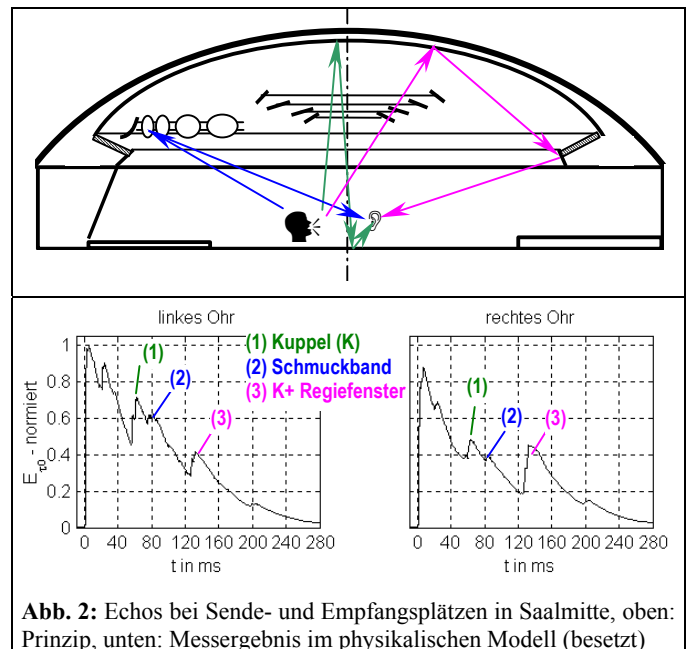 linkes Ohr
rechtes Ohr
(1) Kuppel (K)
(2) Schmuckband
(3) K+ Regiefenster
(1)
(2)
(3)
(1)
(2)
(3)
E τ0 - normiert
1
0.8
0.6
0.4
0.2
0
0 40 80 120 160 200 240 280
0 40 80 120 160 200 240 280
t in ms
t in ms
Abb. 2: Echos bei Sende- und Empfangsplätzen in Saalmitte, oben:
Prinzip, unten: Messergebnis im physikalischen Modell (besetzt)